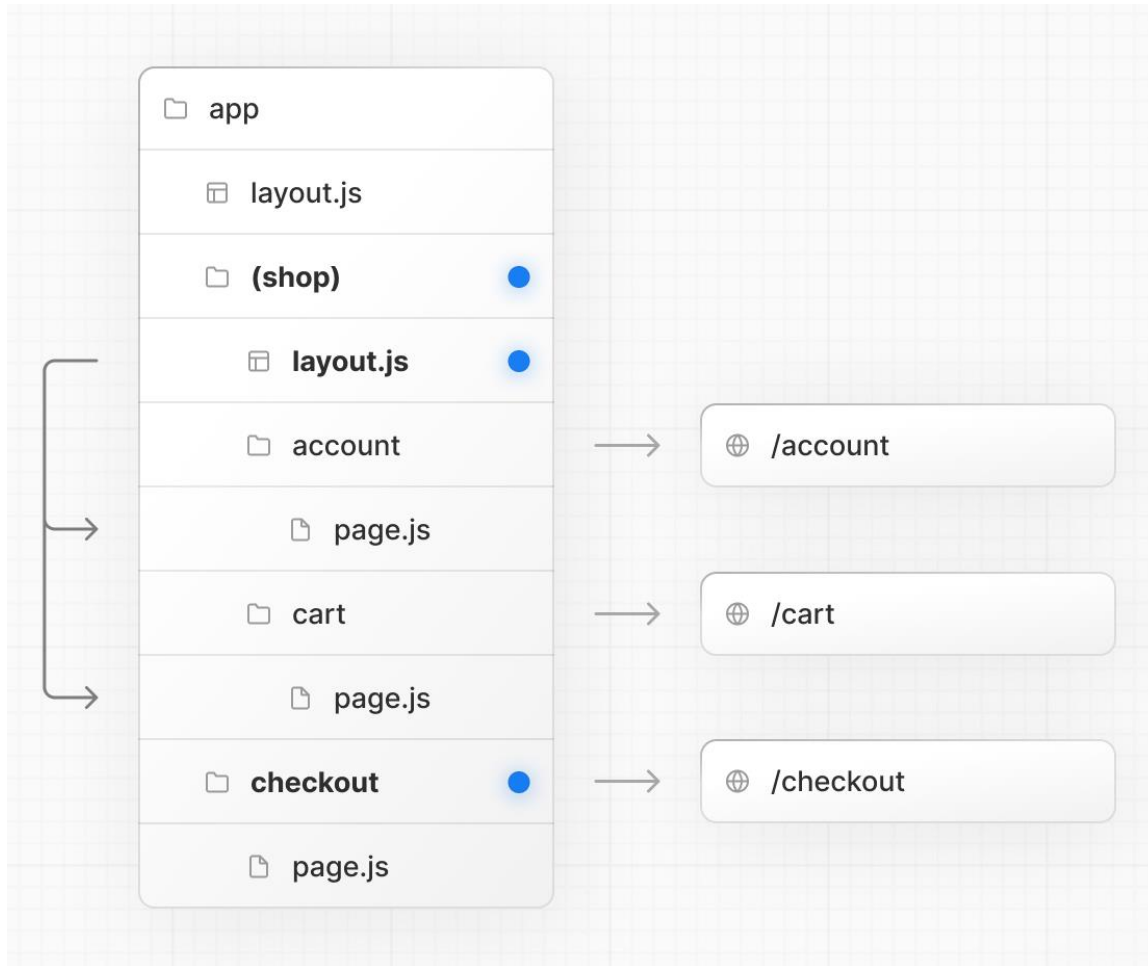 app
layout.js
(shop)
layout.js
account
/account
page.js
cart
/cart
page.js
checkout
/checkout
page.js